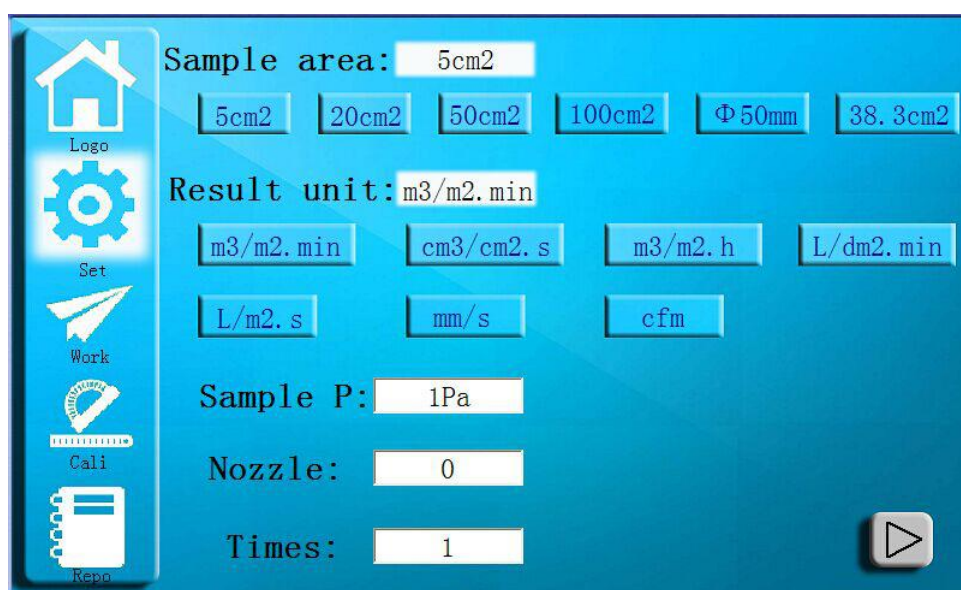 Logo
Set
Work
Cali
Repo
Sample area: 5cm2
5cm2 20cm2 50cm2 100cm2 Φ50mm 38.3cm2
Result unit: m3/m2.min
m3/m2.min cm3/cm2.s m3/m2.h L/dm2.min
L/m2.s mm/s cfm
Sample P: 1Pa
Nozzle: 0
Times: 1